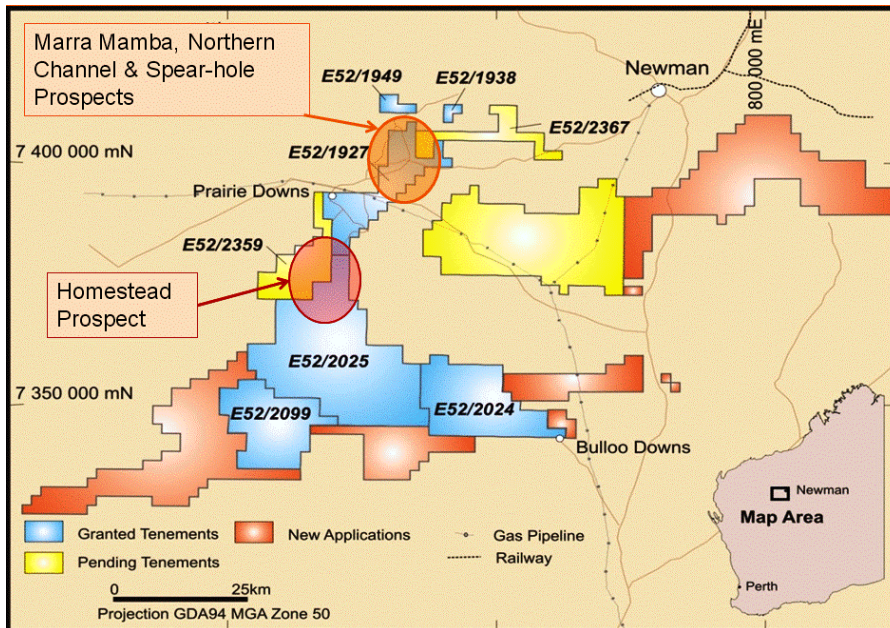 Marra Mamba, Northern
Channel & Spear-hole
Prospects
E52/1949
E52/1938
Newman
800 000 mE
E52/2367
E52/1927
7 400 000 mN
Prairie Downs
E52/2359
Homestead
Prospect
E52/2025
7 350 000 mN
E52/2099
E52/2024
Bulloo Downs
Newman
Map Area
Perth
Granted Tenements
New Applications
Gas Pipeline
Railway
Pending Tenements
0 25km
Projection GDA94 MGA Zone 50